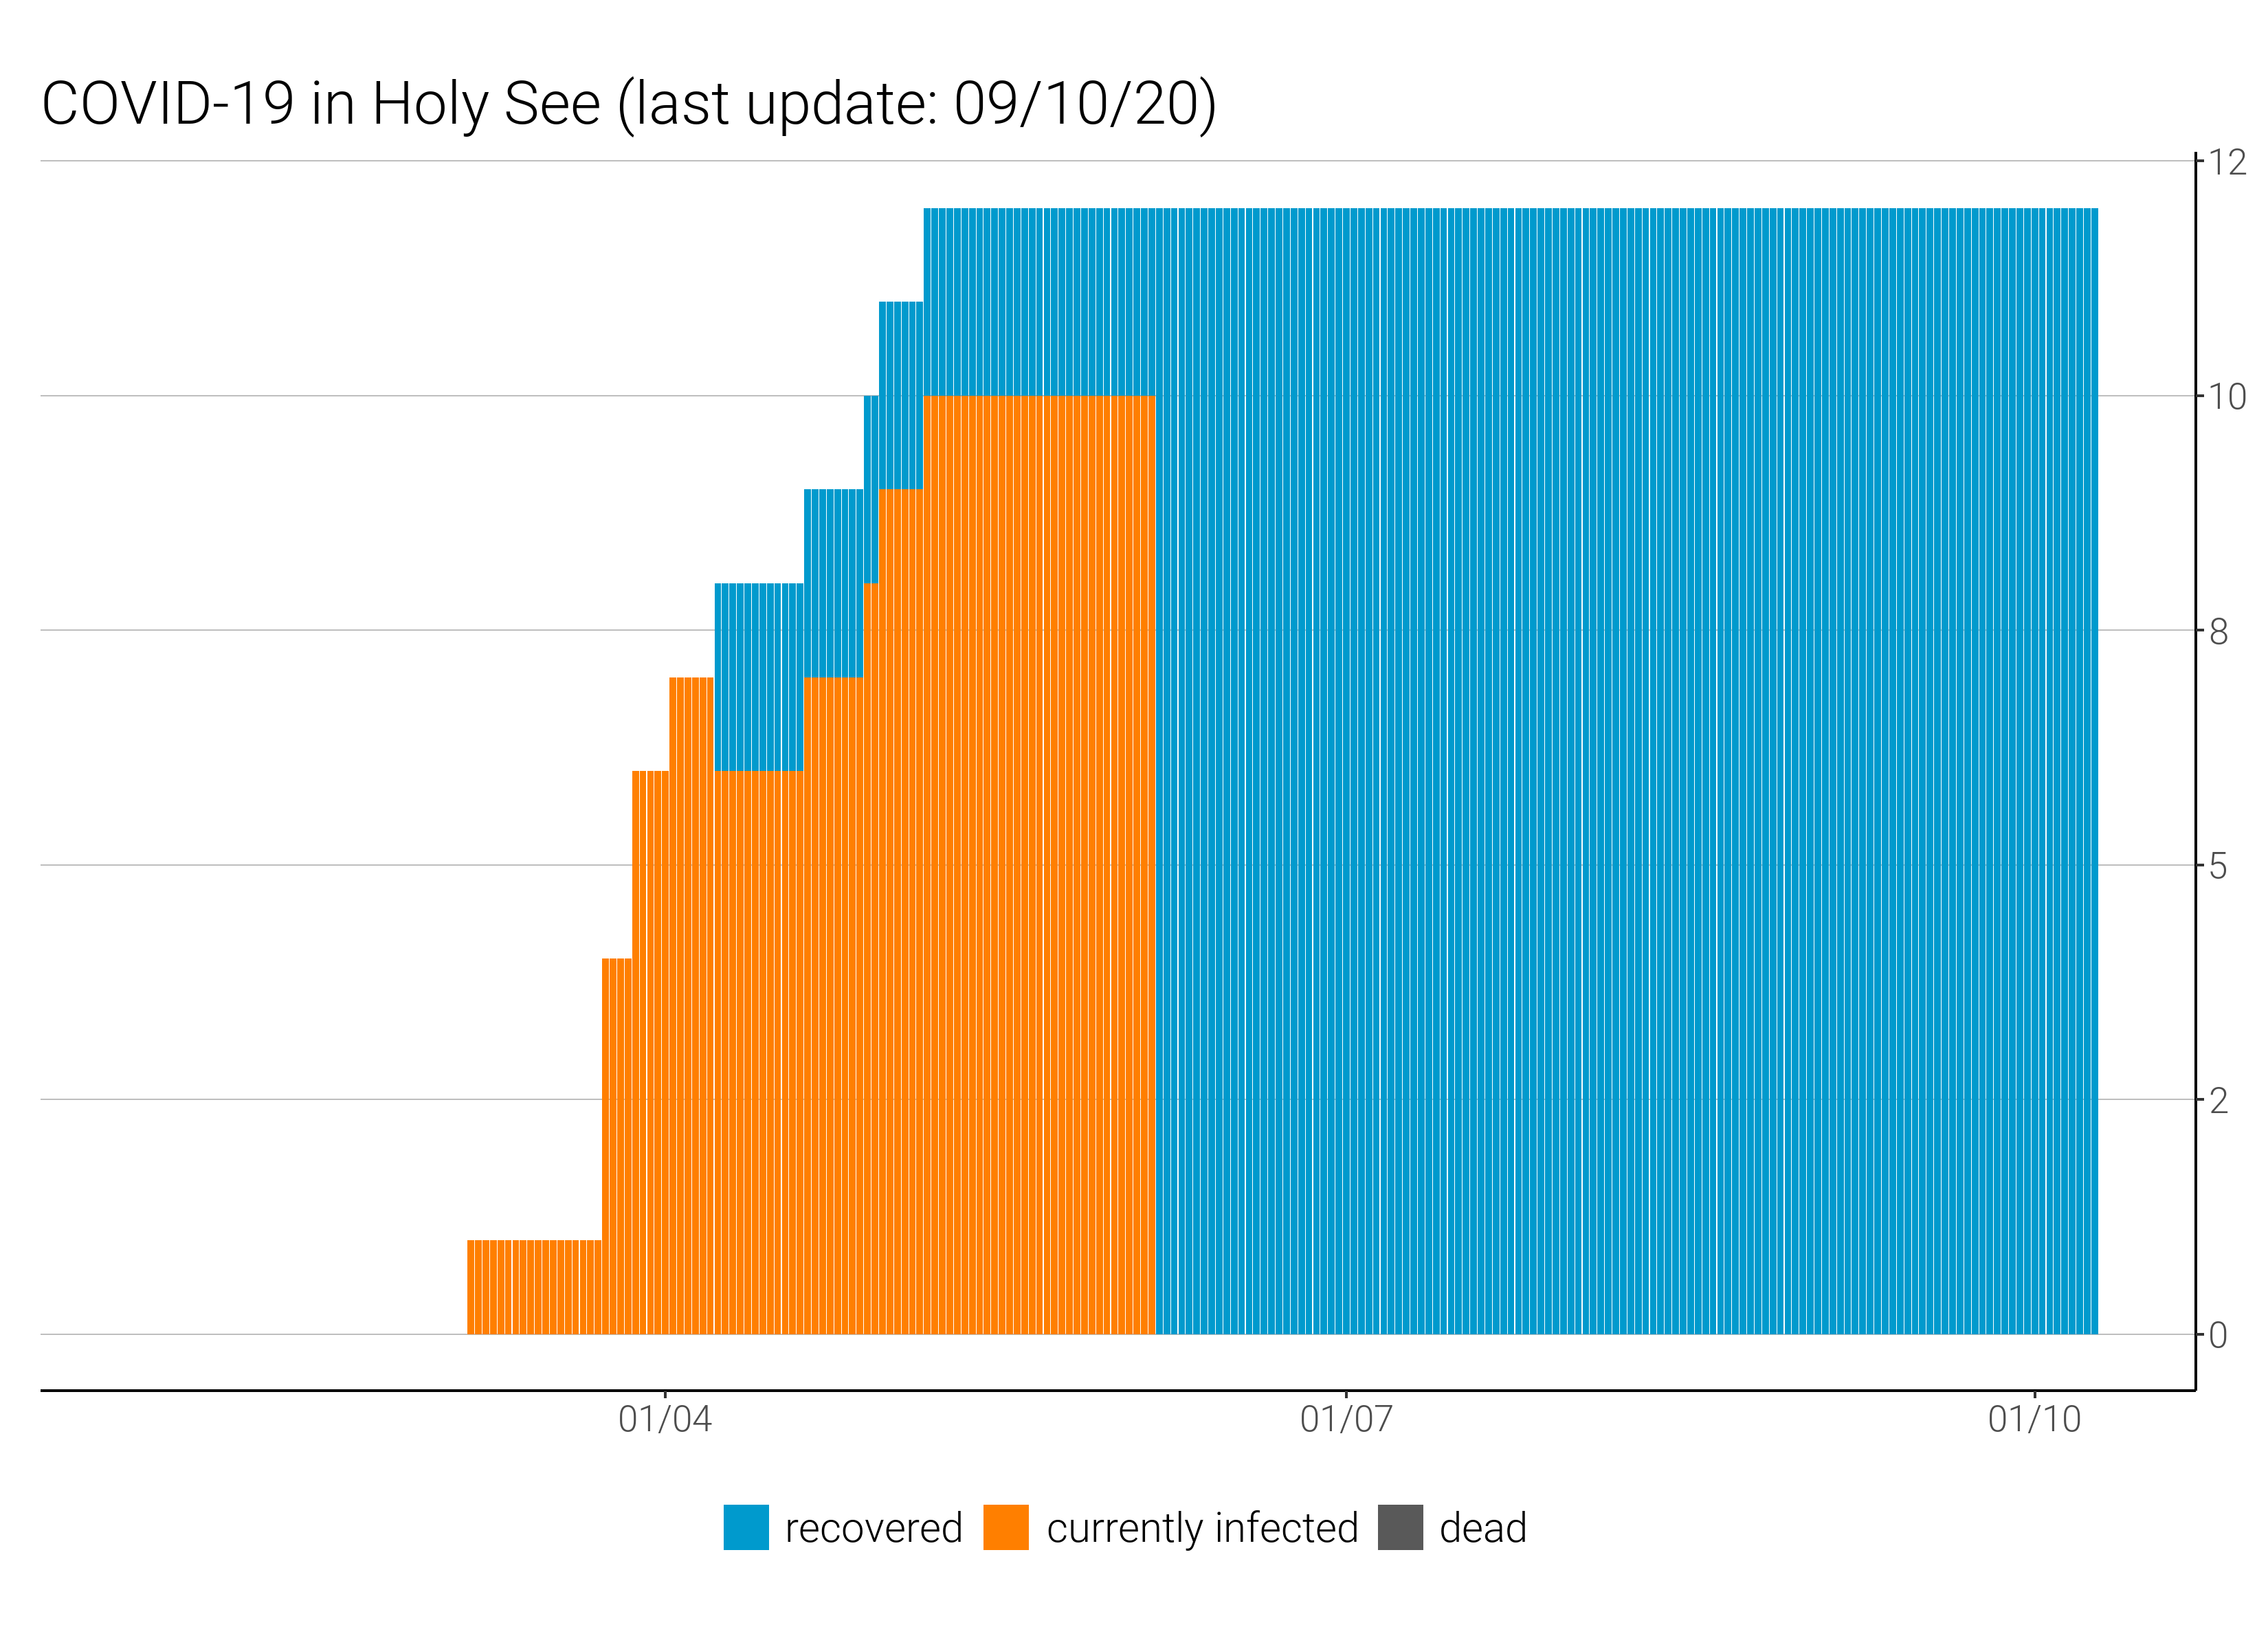 COVID-19 in Holy See (last update: 09/10/20)
12
10
8
5
2
0
01/04 01/07 01/10
recovered currently infected dead